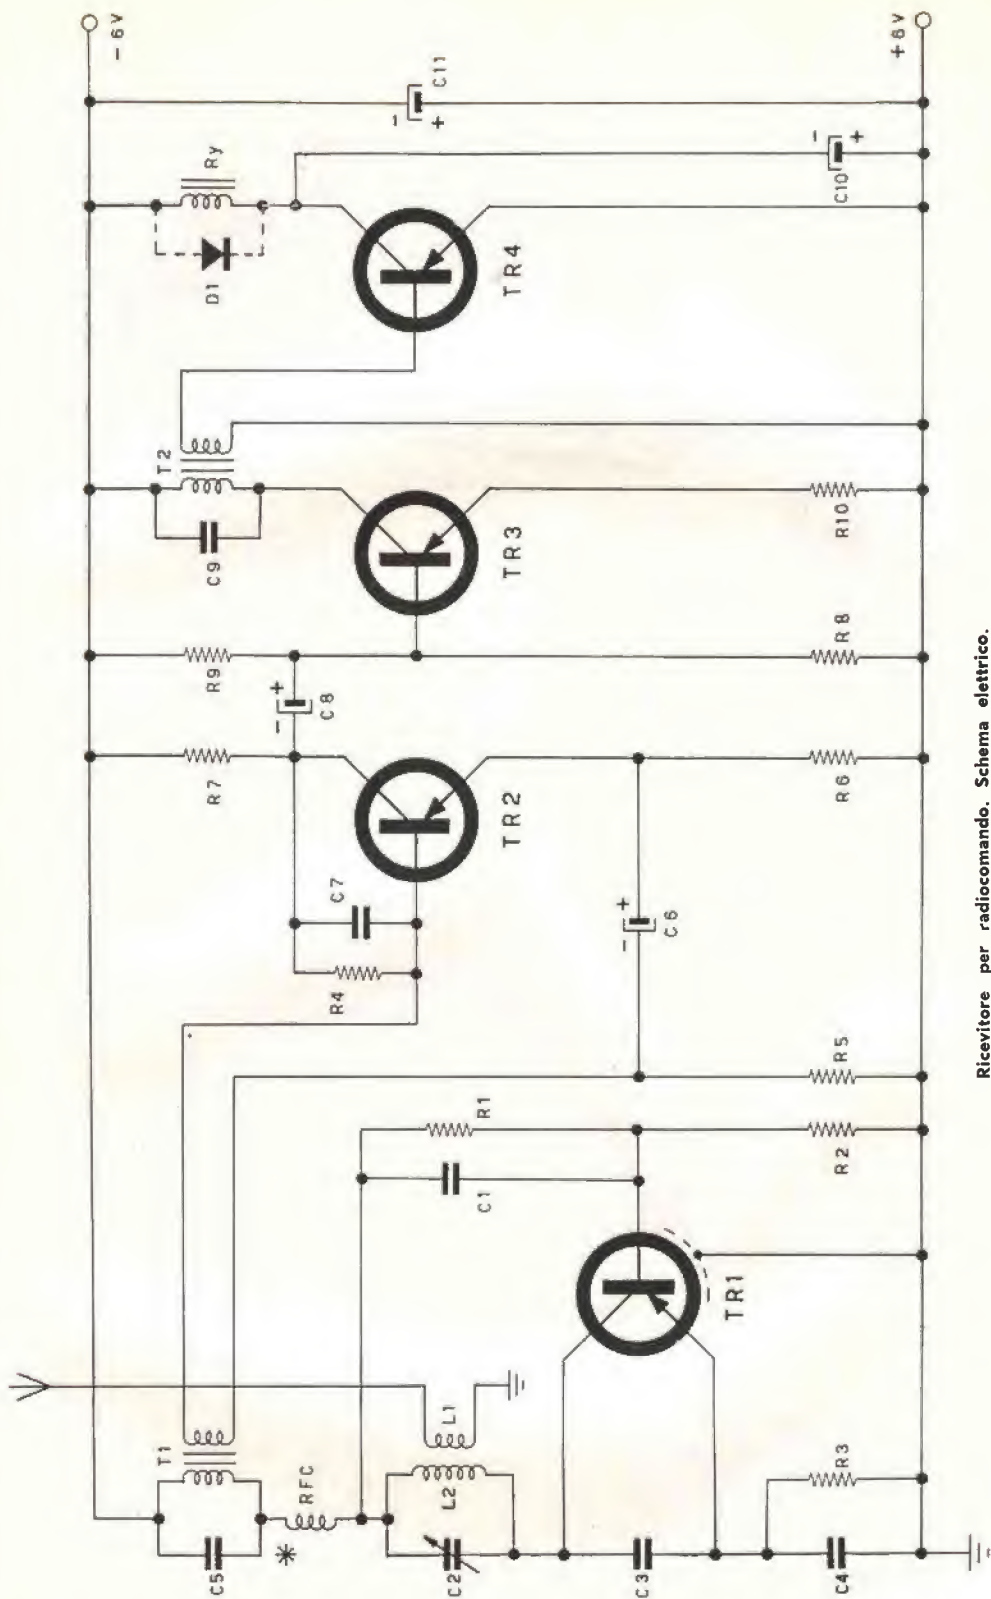 -6V
C11
Ry
D1
C10
+6V
TR4
T2
C9
TR3
R10
R9
C8
R8
R7
TR2
R6
C7
R4
C6
R5
R1
C1
R2
TR1
T1
L1
RFC
L2
R3
C5
*
C2
C3
C4
Ricevitore per radiocomando. Schema elettrico.